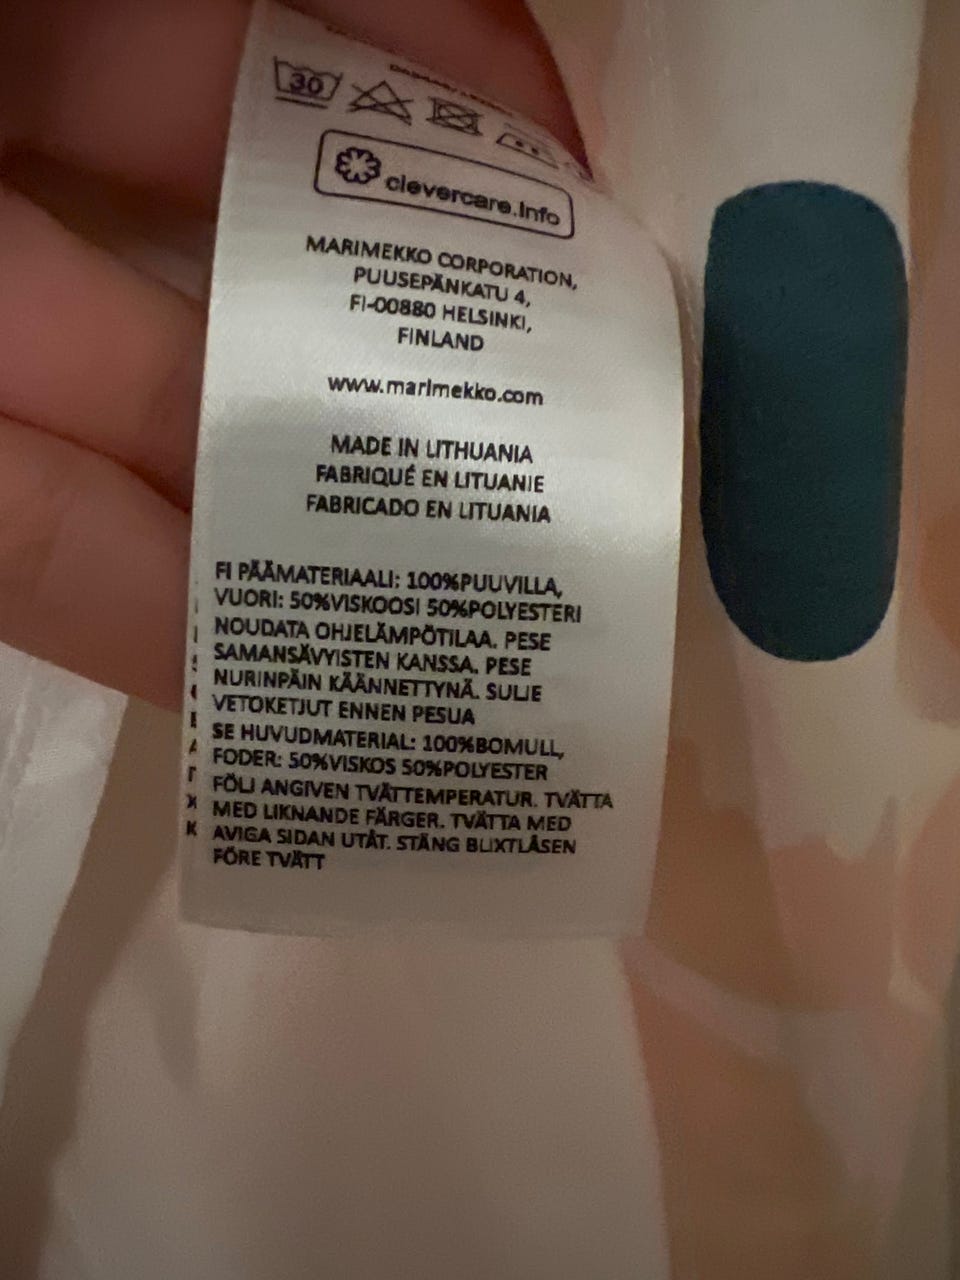 30
clevercare.info
MARIMEKKO CORPORATION,
PUUSEPÄNKATU 4,
FI-00880 HELSINKI,
FINLAND
www.marimekko.com
MADE IN LITHUANIA
FABRIQUÉ EN LITUANIE
FABRICADO EN LITUANIA
FI PÄÄMATERIAALI: 100%PUUVILLA,
VUORI: 50%VISKOOSI 50%POLYESTERI
NOUDATA OHJELÄMPÖTILAA. PESE
SAMANSÄVYISTEN KANSSA. PESE
NURINPÄIN KÄÄNNETTYNÄ. SULJE
VETOKETJUT ENNEN PESUA
SE HUVUDMATERIAL: 100%BOMULL,
FODER: 50%VISKOS 50%POLYESTER
FÖLJ ANGIVEN TVÄTTEMPERATUR. TVÄTTA
MED LIKNANDE FÄRGER. TVÄTTA MED
AVIGA SIDAN UTÅT. STÄNG BLIXTLÅSEN
FÖRE TVÄTT